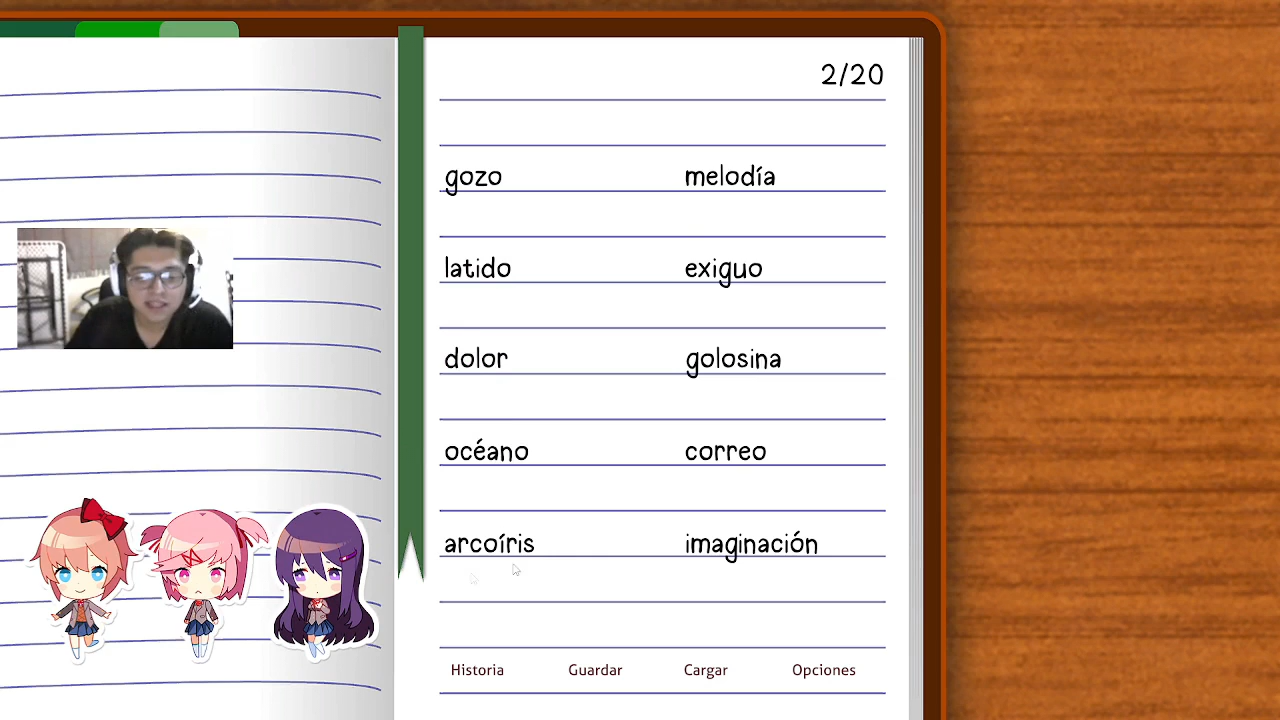 2/20
gozo melodía
latido exiguo
dolor golosina
océano correo
arcoíris imaginación
Historia Guardar Cargar Opciones